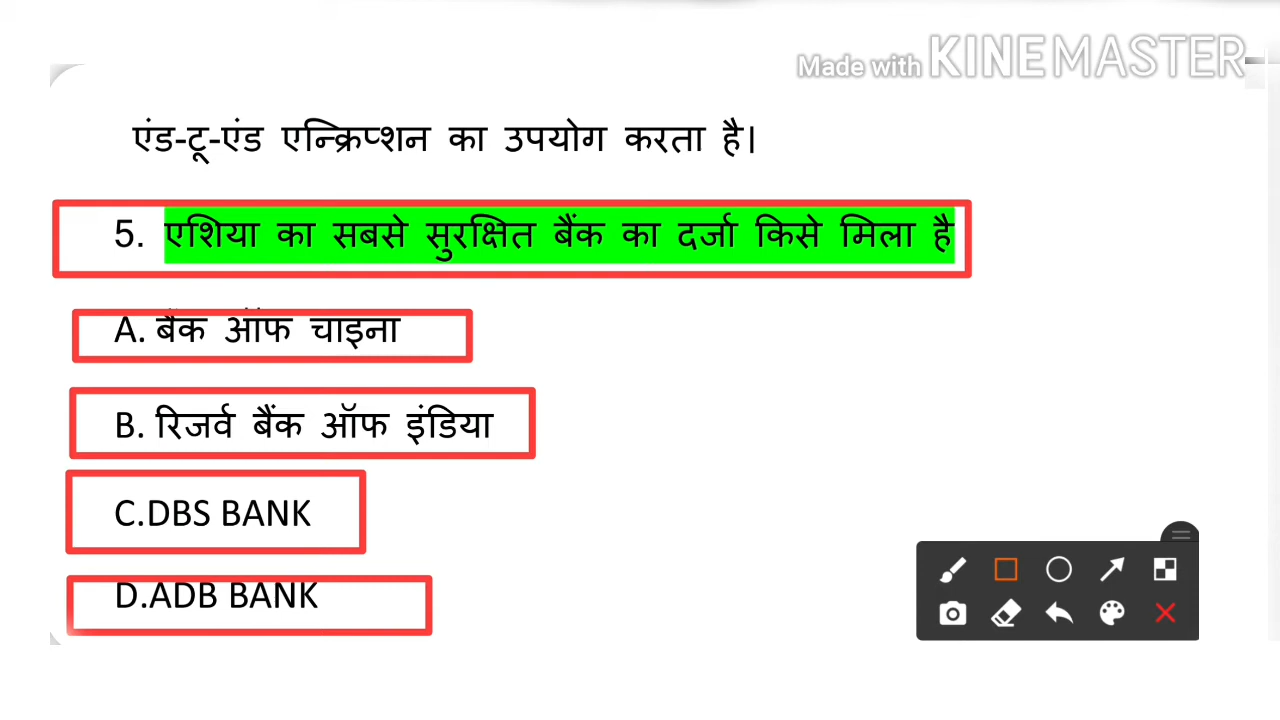 Made with KINEMASTER
एंड-टू-एंड एन्क्रिप्शन का उपयोग करता है।
5. एशिया का सबसे सुरक्षित बैंक का दर्जा किसे मिला है
A. बैंक ऑफ चाइना
B. रिजर्व बैंक ऑफ इंडिया
C.DBS BANK
D.ADB BANK